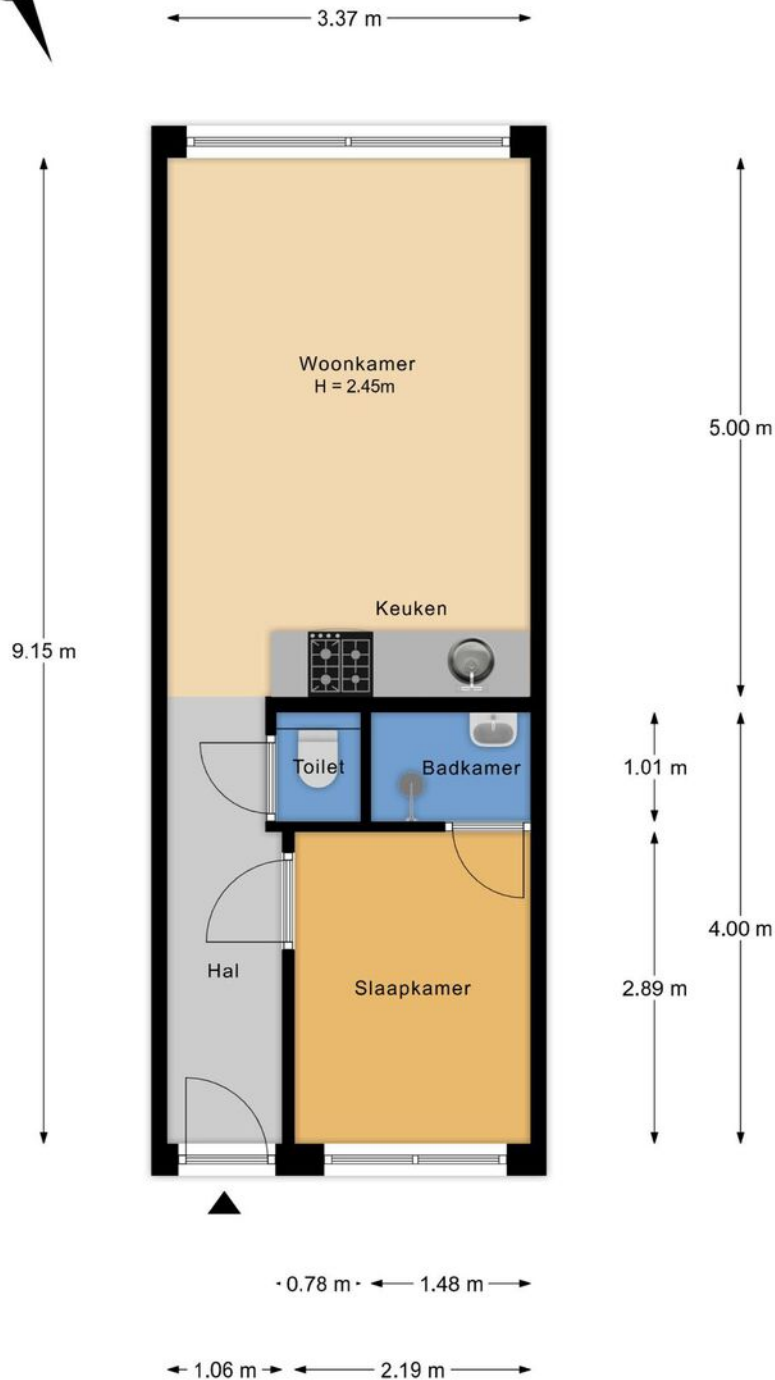 3.37 m
Woonkamer
H = 2.45m
5.00 m
Keuken
9.15 m
Toilet
Badkamer
1.01 m
4.00 m
Hal
Slaapkamer
2.89 m
0.78 m
1.48 m
1.06 m
2.19 m